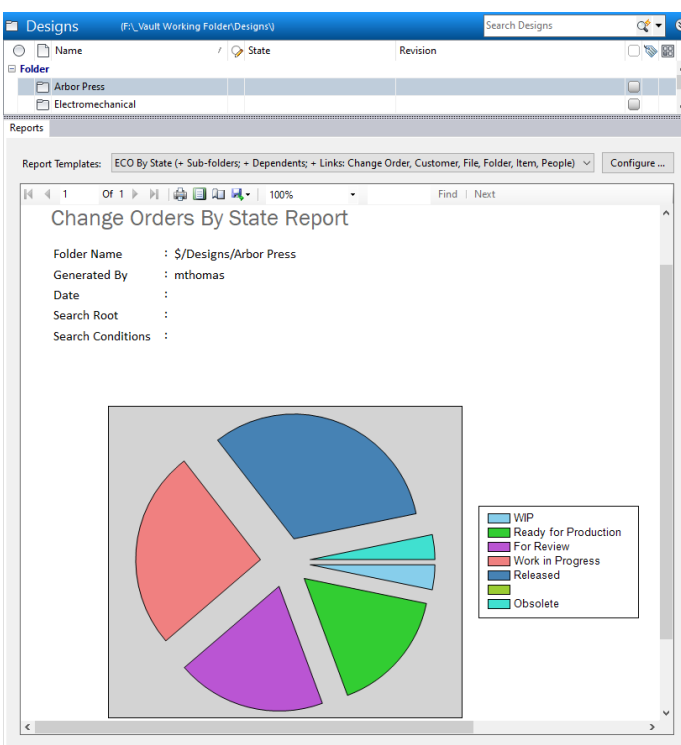 Designs (F:\_Vault Working Folder\Designs\) Search Designs
Name / State Revision
Folder
Arbor Press
Electromechanical
Reports
Report Templates: ECO By State (+ Sub-folders; + Dependents; + Links: Change Order, Customer, File, Folder, Item, People) Configure ...
1 Of 1 100% Find | Next
Change Orders By State Report
Folder Name : $/Designs/Arbor Press
Generated By : mthomas
Date :
Search Root :
Search Conditions :
WIP
Ready for Production
For Review
Work in Progress
Released
Obsolete